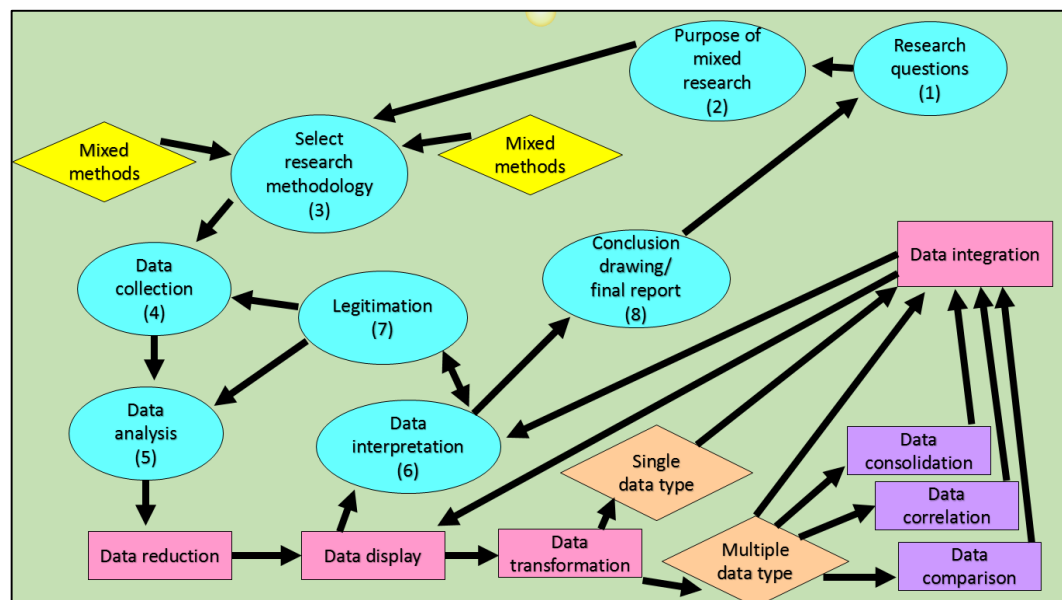 Purpose of
mixed
research
(2)
Research
questions
(1)
Mixed
methods
Select
research
methodology
(3)
Mixed
methods
Data
collection
(4)
Legitimation
(7)
Conclusion
drawing/
final report
(8)
Data integration
Data
analysis
(5)
Data
interpretation
(6)
Single
data type
Data
consolidation
Data
correlation
Data reduction
Data display
Data
transformation
Multiple
data type
Data
comparison